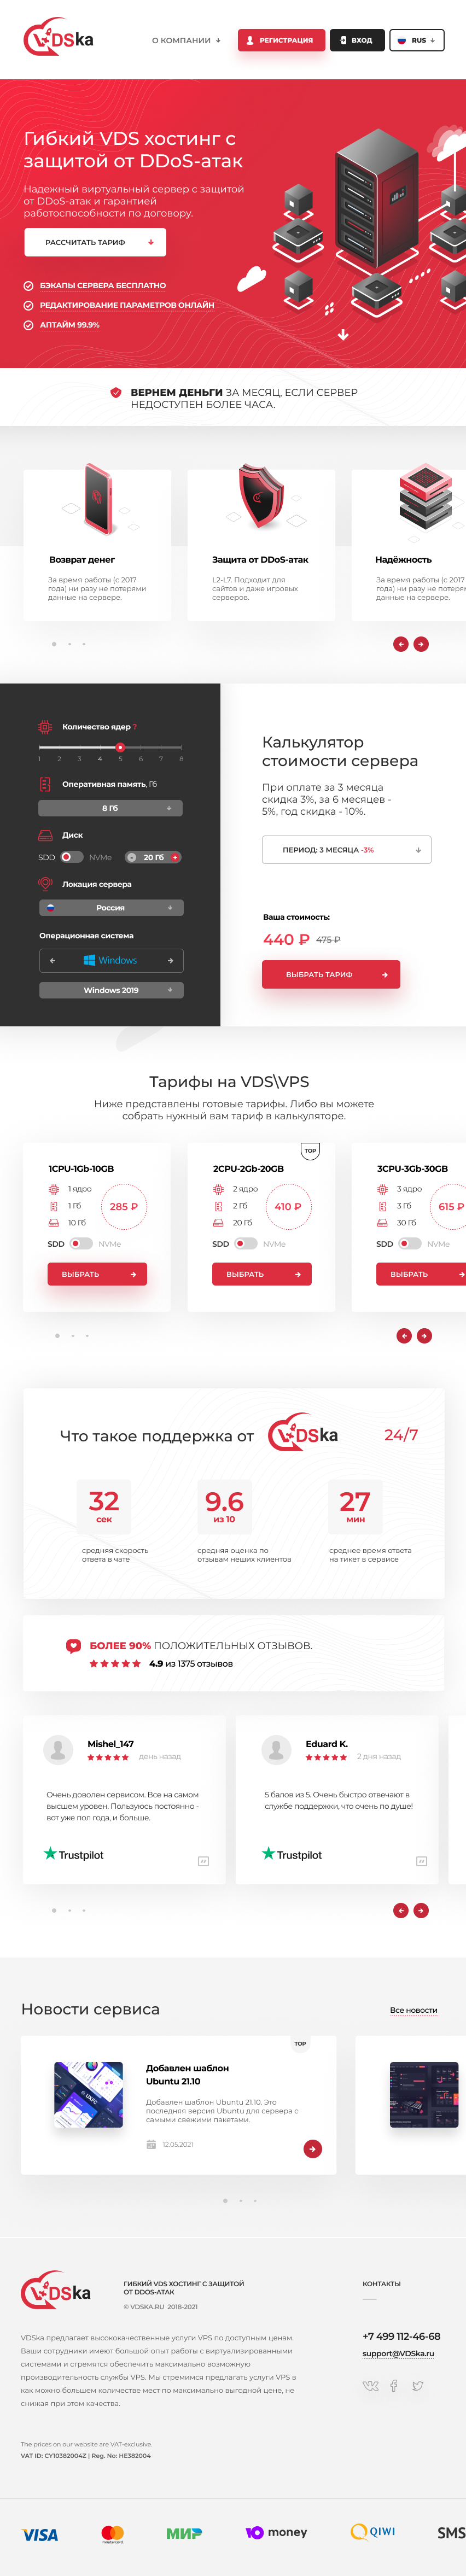 VDSka
О КОМПАНИИ
РЕГИСТРАЦИЯ
ВХОД
RUS
Гибкий VDS хостинг с
защитой от DDoS-атак
Надежный виртуальный сервер с защитой
от DDoS-атак и гарантией
работоспособности по договору.
РАССЧИТАТЬ ТАРИФ
БЭКАПЫ СЕРВЕРА БЕСПЛАТНО
РЕДАКТИРОВАНИЕ ПАРАМЕТРОВ ОНЛАЙН
АПТАЙМ 99.9%
ВЕРНЕМ ДЕНЬГИ ЗА МЕСЯЦ, ЕСЛИ СЕРВЕР
НЕДОСТУПЕН БОЛЕЕ ЧАСА.
Возврат денег
За время работы (с 2017
года) ни разу не потерями
данные на сервере.
Защита от DDoS-атак
L2-L7. Подходит для
сайтов и даже игровых
серверов.
Надёжность
За время работы (с 2017
года) ни разу не потерям
данные на сервере.
Количество ядер ?
1 2 3 4 5 6 7 8
Оперативная память, Гб
8 Гб
Диск
SDD NVMe 20 Гб
Локация сервера
Россия
Операционная система
Windows
Windows 2019
Калькулятор
стоимости сервера
При оплате за 3 месяца
скидка 3%, за 6 месяцев -
5%, год скидка - 10%.
ПЕРИОД: 3 МЕСЯЦА -3%
Ваша стоимость:
440 ₽ 475 ₽
ВЫБРАТЬ ТАРИФ
Тарифы на VDS\VPS
Ниже представлены готовые тарифы. Либо вы можете
собрать нужный вам тариф в калькуляторе.
1CPU-1Gb-10GB
1 ядро
1 Гб
10 Гб
285 ₽
SDD NVMe
ВЫБРАТЬ
TOP
2CPU-2Gb-20GB
2 ядро
2 Гб
20 Гб
410 ₽
SDD NVMe
ВЫБРАТЬ
3CPU-3Gb-30GB
3 ядро
3 Гб
30 Гб
615 ₽
SDD NVMe
ВЫБРАТЬ
Что такое поддержка от VDSka 24/7
32
сек
средняя скорость
ответа в чате
9.6
из 10
средняя оценка по
отзывам неших клиентов
27
мин
среднее время ответа
на тикет в сервисе
БОЛЕЕ 90% ПОЛОЖИТЕЛЬНЫХ ОТЗЫВОВ.
4.9 из 1375 отзывов
Mishel_147
день назад
Очень доволен сервисом. Все на самом
высшем уровен. Пользуюсь постоянно -
вот уже пол года, и больше.
Trustpilot
Eduard K.
2 дня назад
5 балов из 5. Очень быстро отвечают в
службе поддержки, что очень по душе!
Trustpilot
Новости сервиса
Все новости
TOP
Добавлен шаблон
Ubuntu 21.10
Добавлен шаблон Ubuntu 21.10. Это
последняя версия Ubuntu для сервера с
самыми свежими пакетами.
12.05.2021
VDSka
ГИБКИЙ VDS ХОСТИНГ С ЗАЩИТОЙ
ОТ DDOS-АТАК
© VDSKA.RU 2018-2021
КОНТАКТЫ
VDSka предлагает высококачественные услуги VPS по доступным ценам.
Ваши сотрудники имеют большой опыт работы с виртуализированными
системами и стремятся обеспечить максимально возможную
производительность службы VPS. Мы стремимся предлагать услуги VPS в
как можно большем количестве мест по максимально выгодной цене, не
снижая при этом качества.
+7 499 112-46-68
support@VDSka.ru
The prices on our website are VAT-exclusive.
VAT ID: CY10382004Z | Reg. No: HE382004
VISA
mastercard
МИР
money
QIWI
SMS